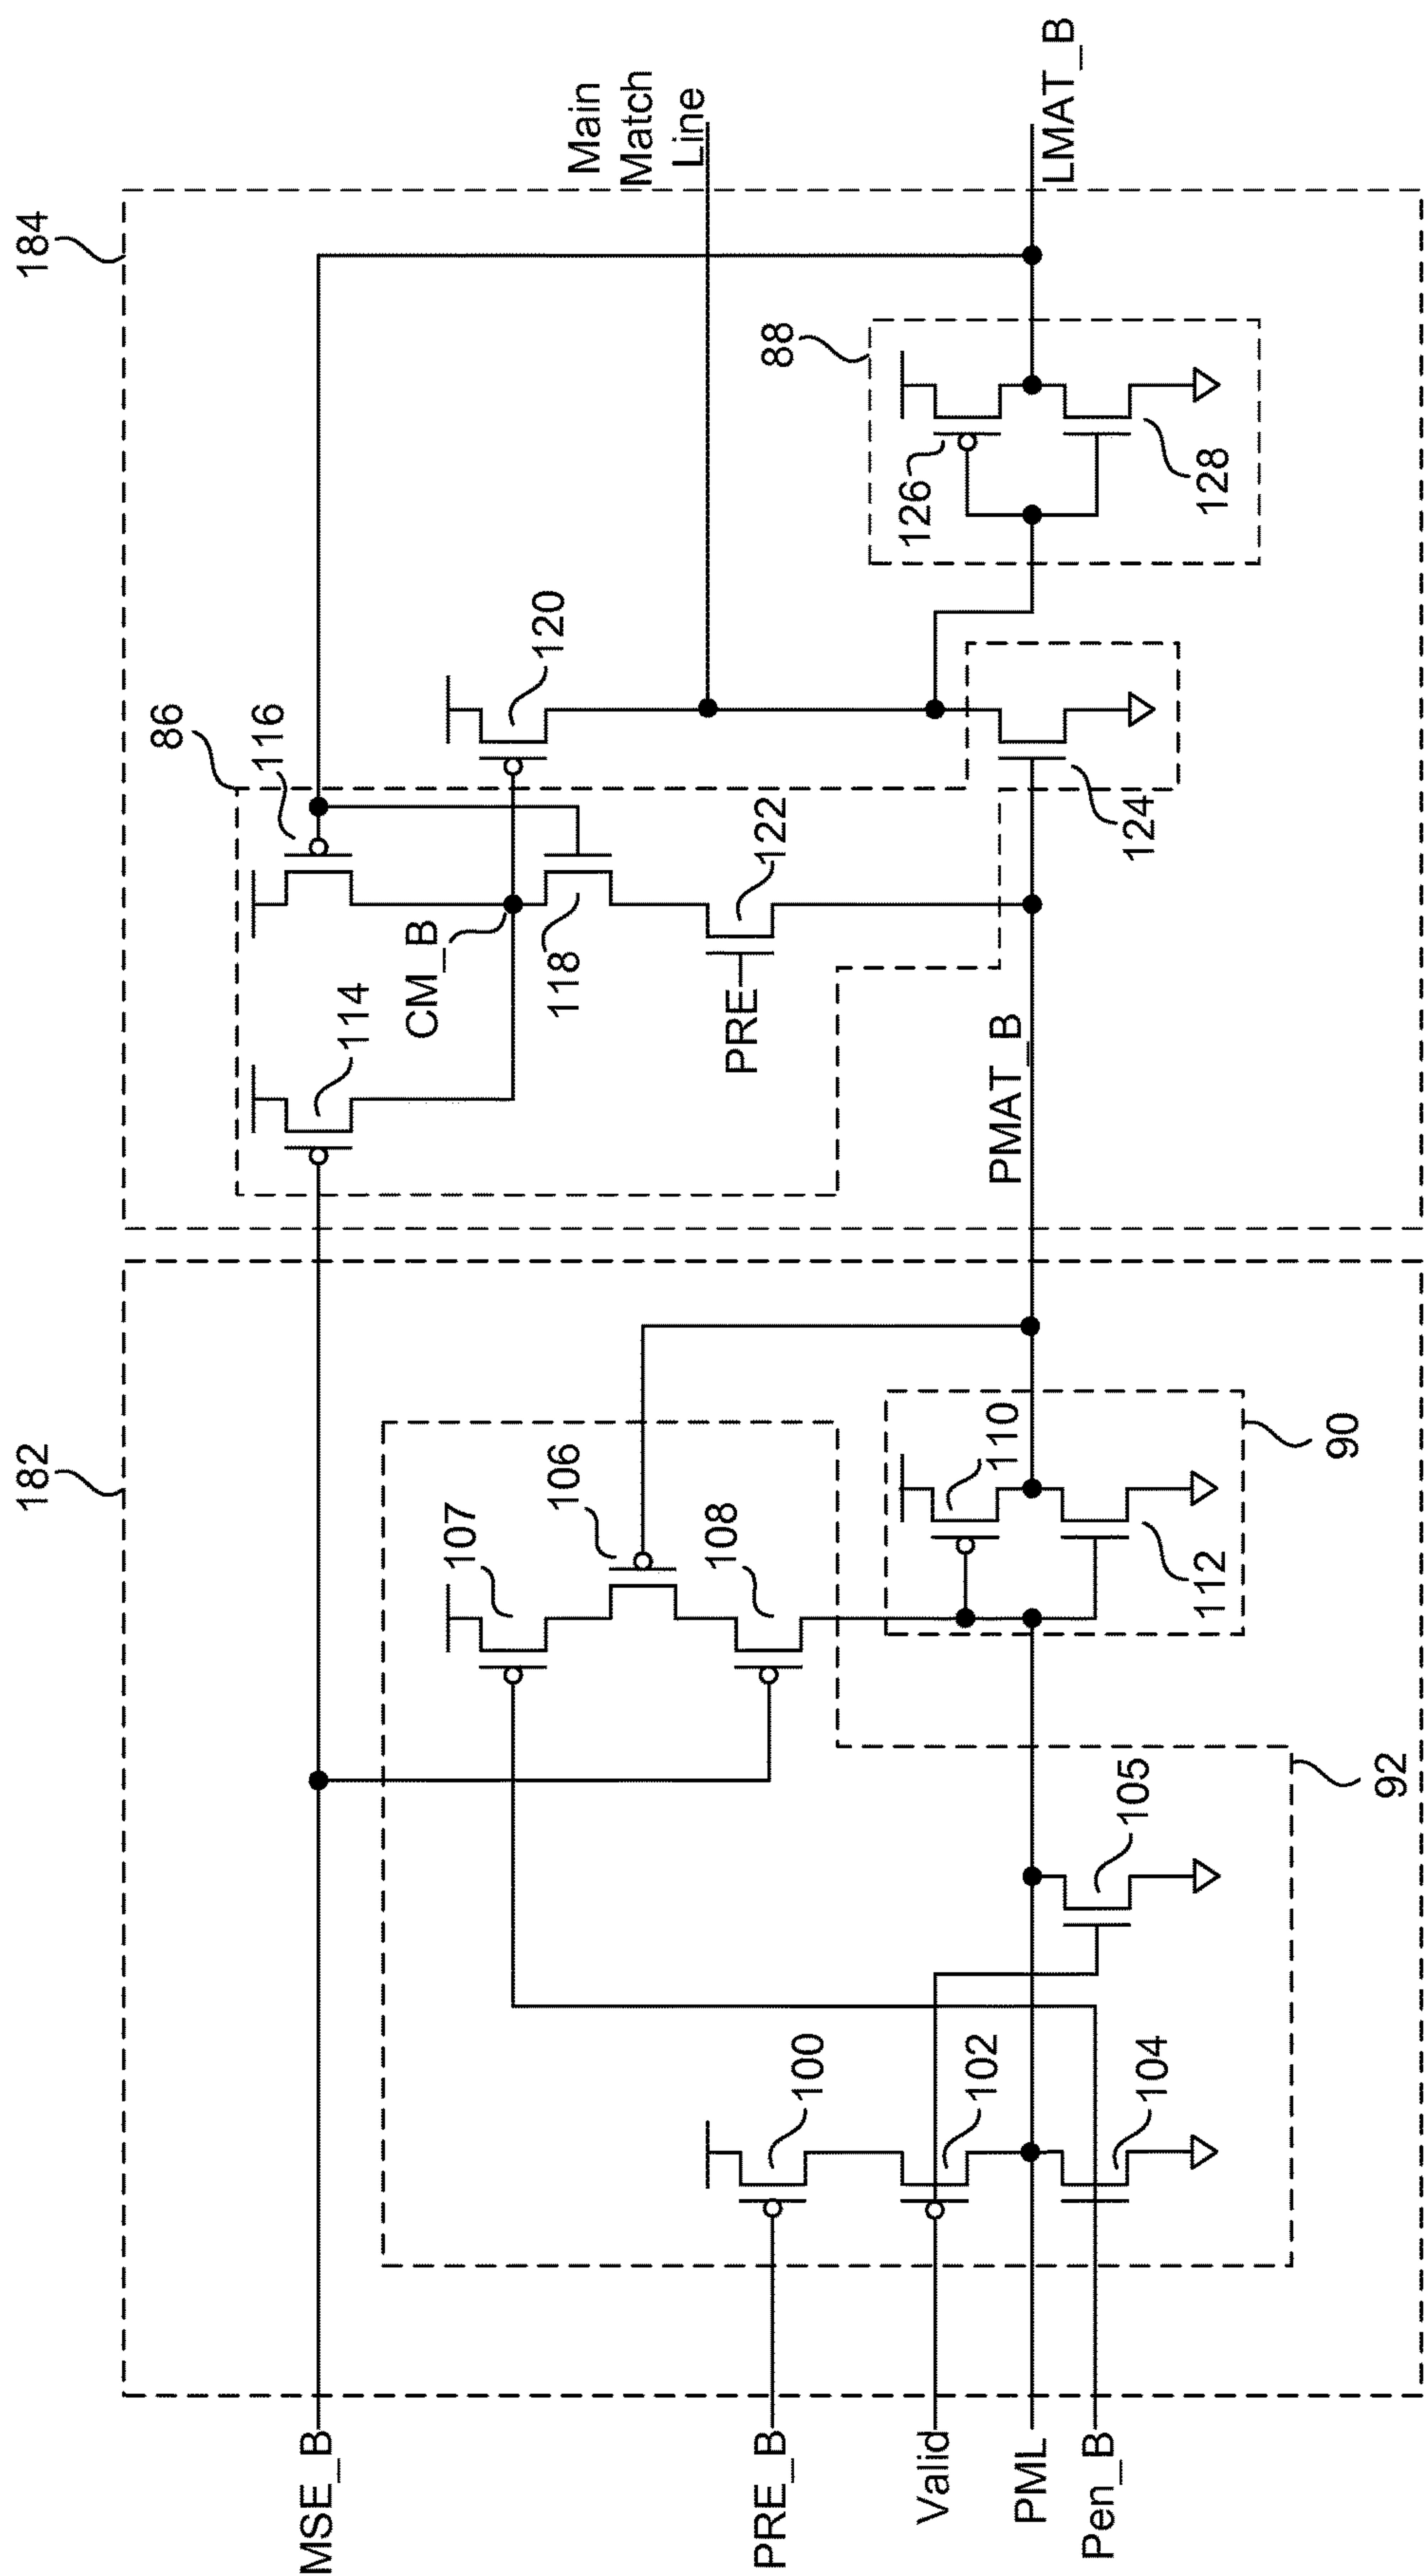 182
184
MSE_B
PRE_B
Valid
PML
Pen_B
100
102
104
105
92
107
106
108
110
112
90
PMAT_B
114
86
116
CM_B
118
PRE
122
120
124
88
126
128
Main
Match
Line
LMAT_B